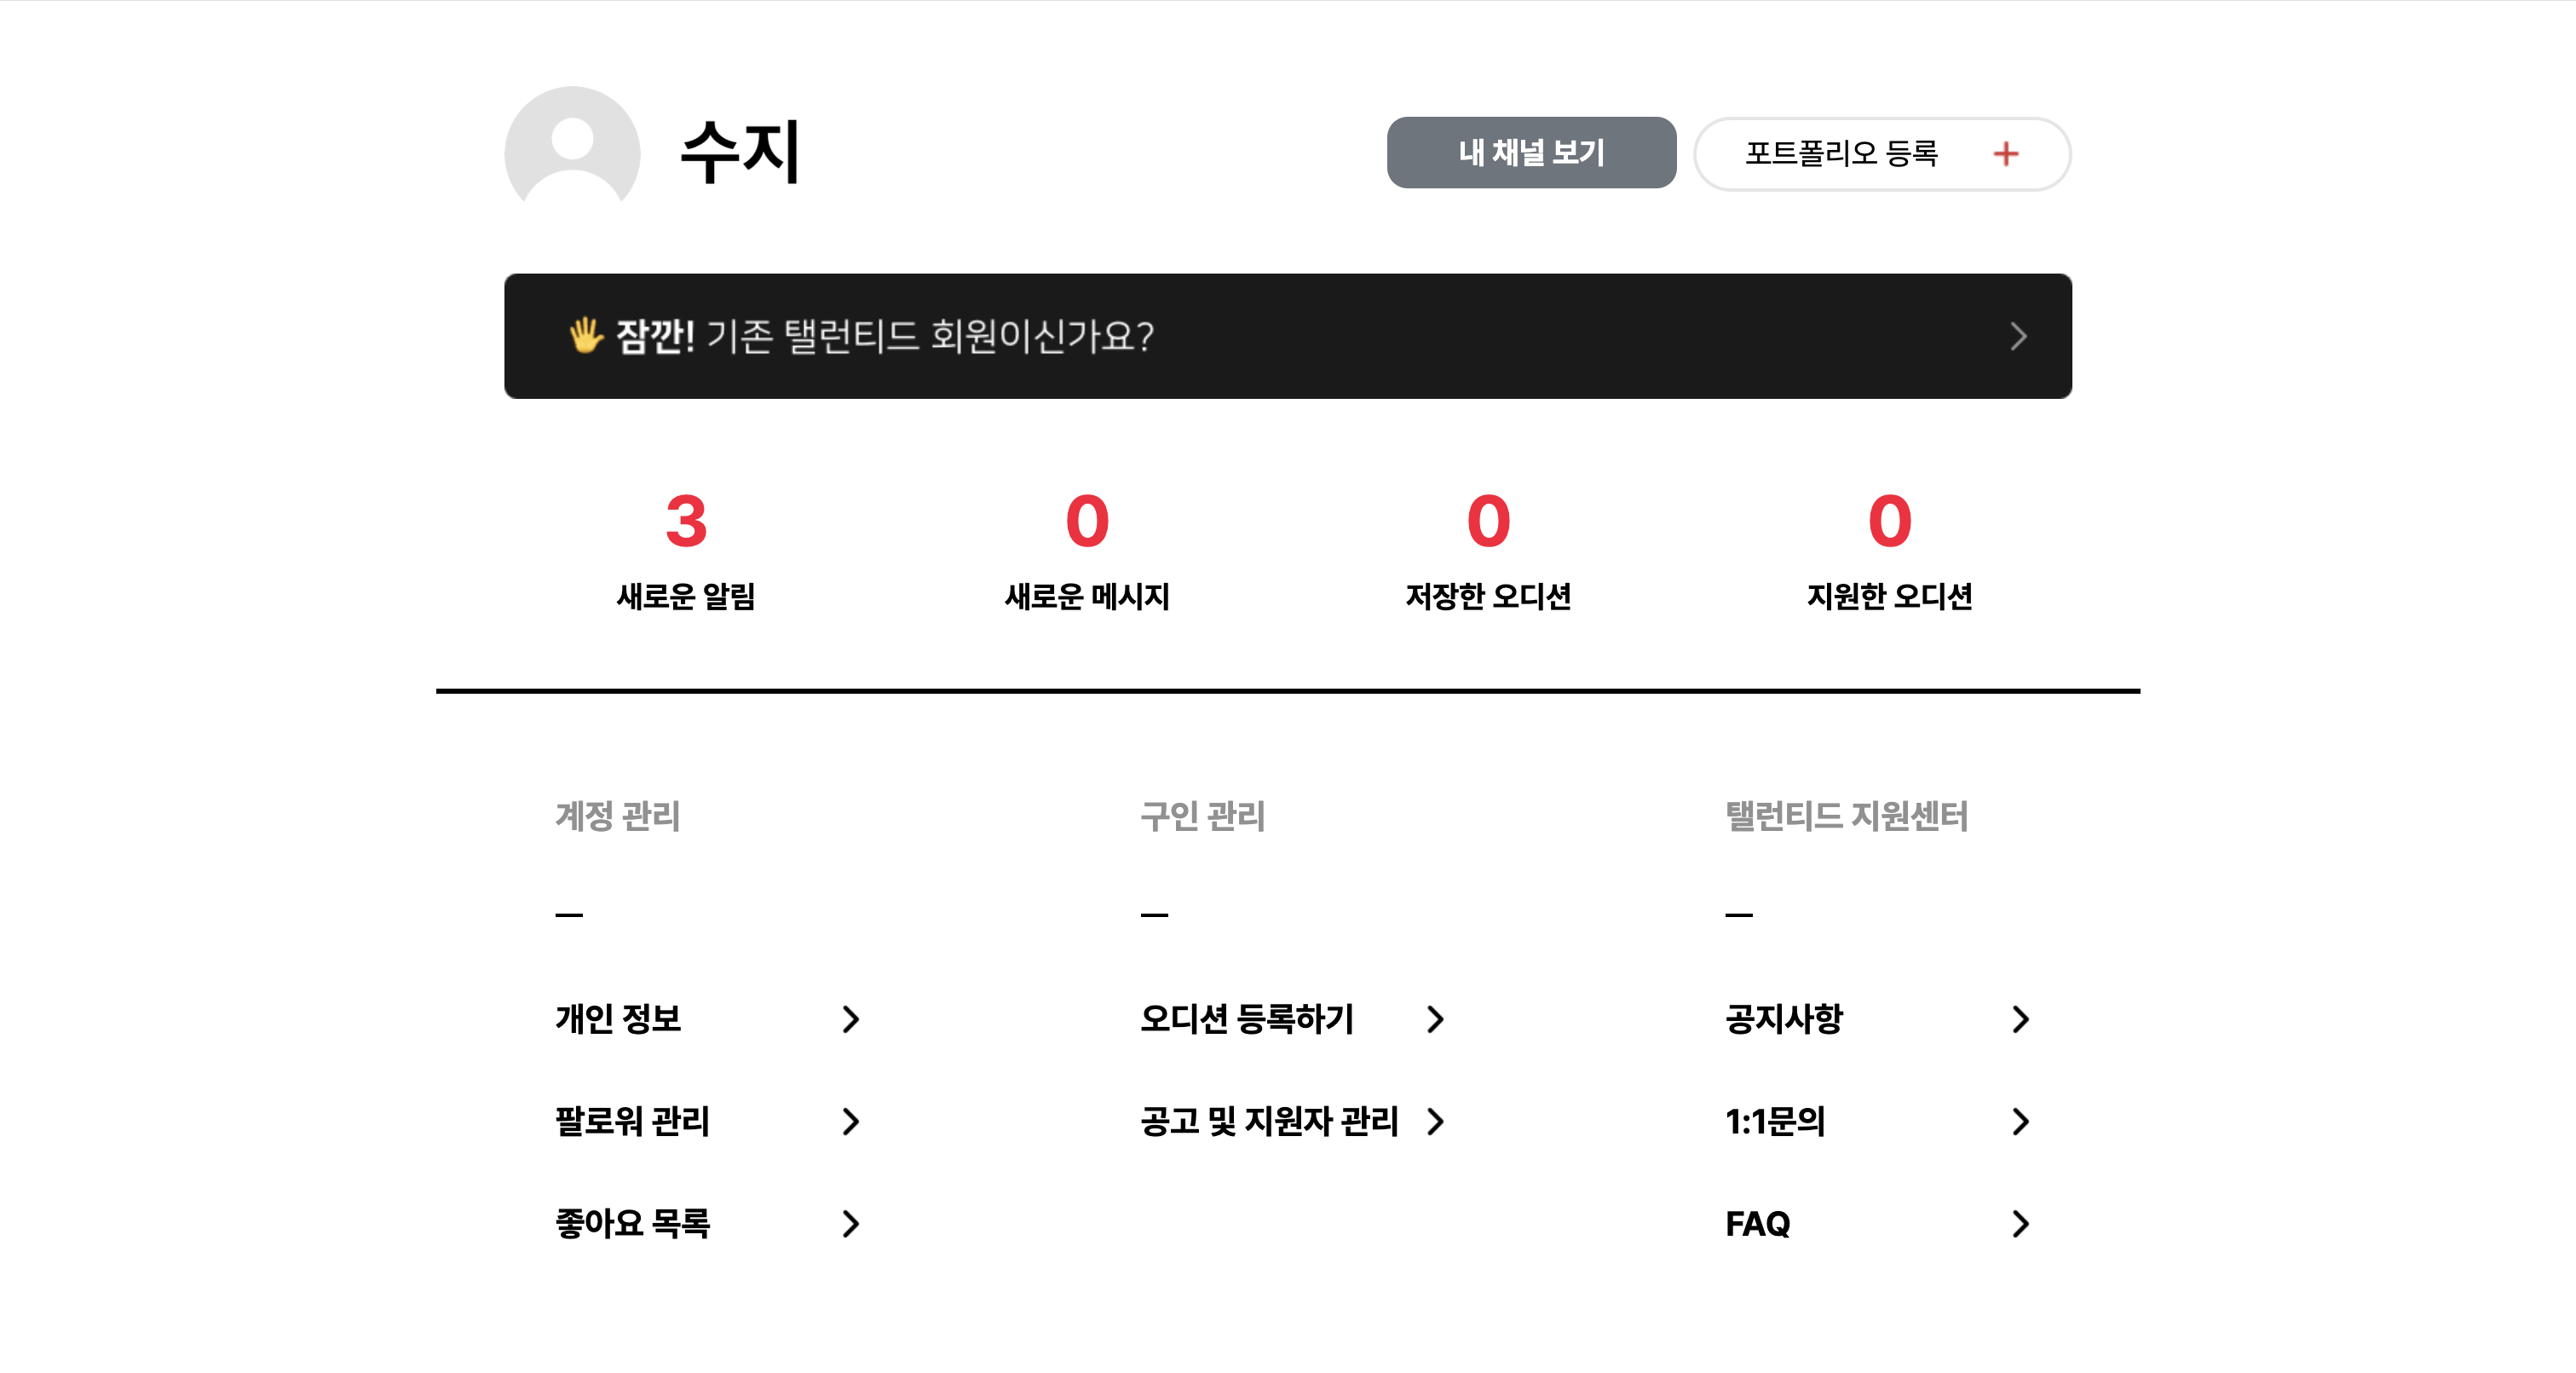 수지
내 채널 보기
포트폴리오 등록 +
🖐 잠깐! 기존 탤런티드 회원이신가요?
3
새로운 알림
0
새로운 메시지
0
저장한 오디션
0
지원한 오디션
계정 관리
개인 정보
팔로워 관리
좋아요 목록
구인 관리
오디션 등록하기
공고 및 지원자 관리
탤런티드 지원센터
공지사항
1:1문의
FAQ